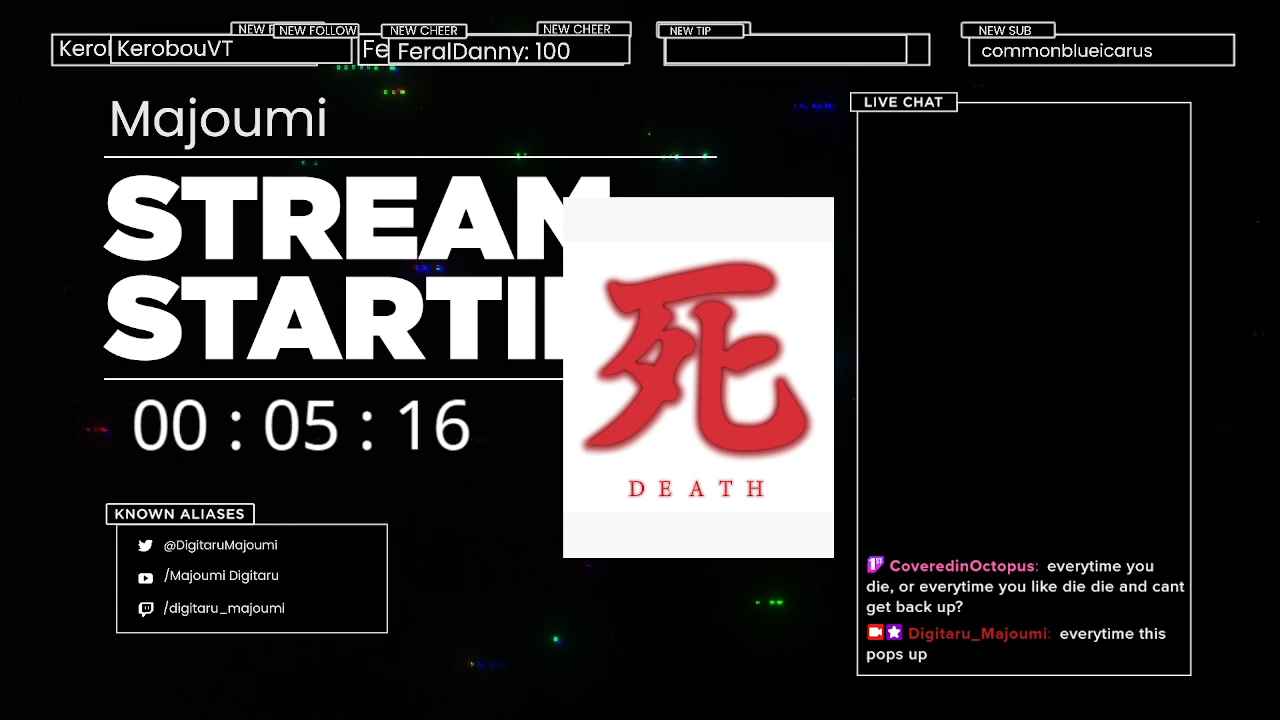 NEW F
NEW FOLLOW
NEW CHEER
NEW CHEER
NEW TIP
NEW SUB
Kerol
KerobouVT
Fe
FeralDanny: 100
commonblueicarus
Majoumi
STREAM
STARTI
00 : 05 : 16
死
DEATH
KNOWN ALIASES
@DigitaruMajoumi
/Majoumi Digitaru
/digitaru_majoumi
LIVE CHAT
1ST CoveredinOctopus: everytime you
die, or everytime you like die die and cant
get back up?
Digitaru_Majoumi: everytime this
pops up